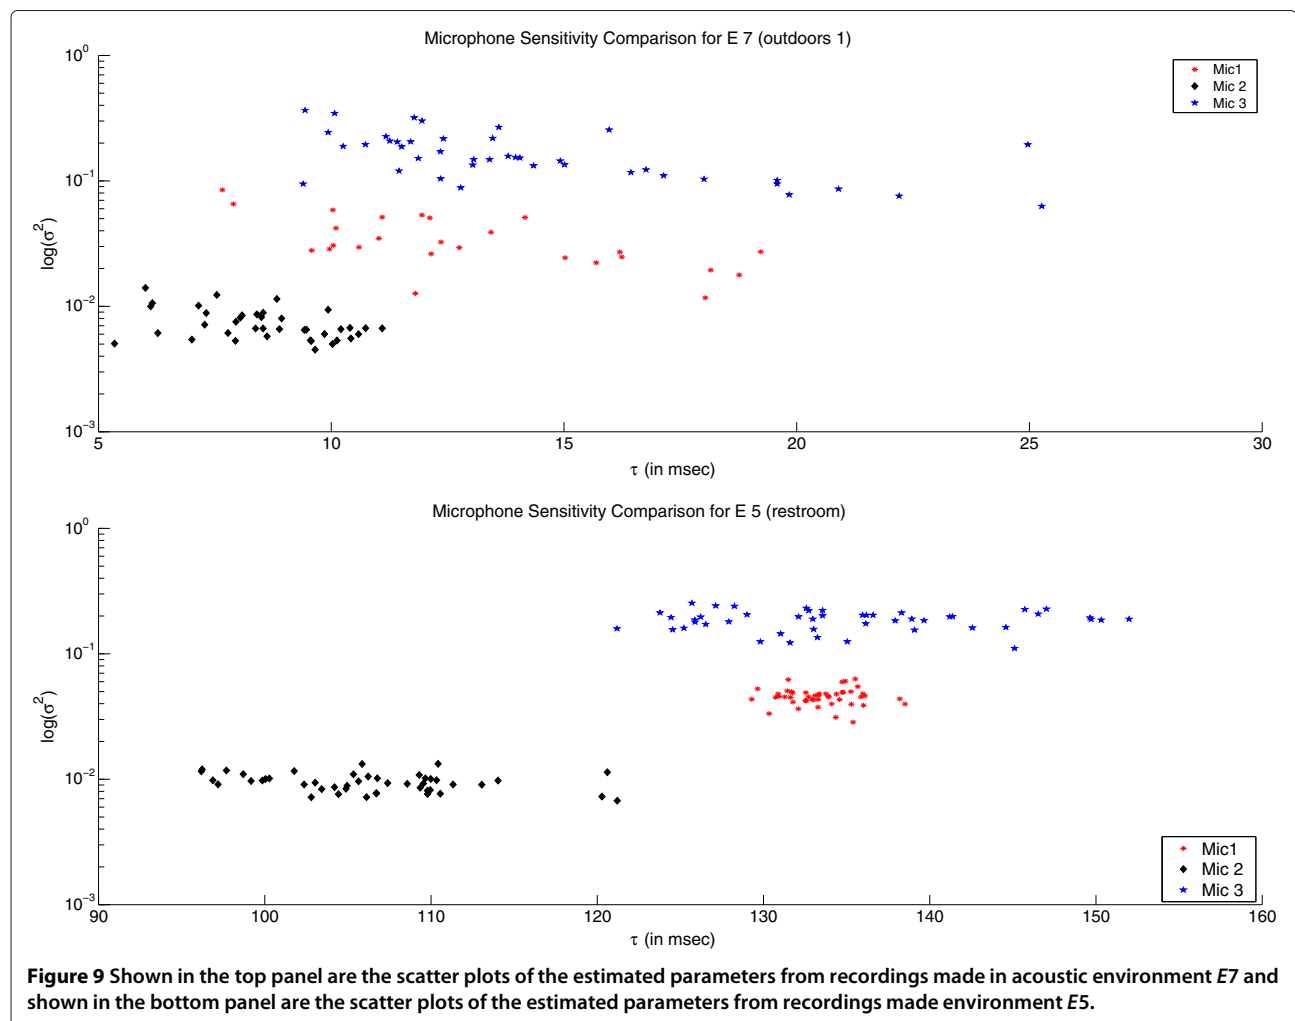 Microphone Sensitivity Comparison for E 7 (outdoors 1)
10^0
10^-1
10^-2
10^-3
log(σ^2)
Mic1
Mic 2
Mic 3
5 10 15 20 25 30
τ (in msec)
Microphone Sensitivity Comparison for E 5 (restroom)
10^0
10^-1
10^-2
10^-3
log(σ^2)
Mic1
Mic 2
Mic 3
90 100 110 120 130 140 150 160
τ (in msec)
Figure 9 Shown in the top panel are the scatter plots of the estimated parameters from recordings made in acoustic environment E7 and
shown in the bottom panel are the scatter plots of the estimated parameters from recordings made environment E5.